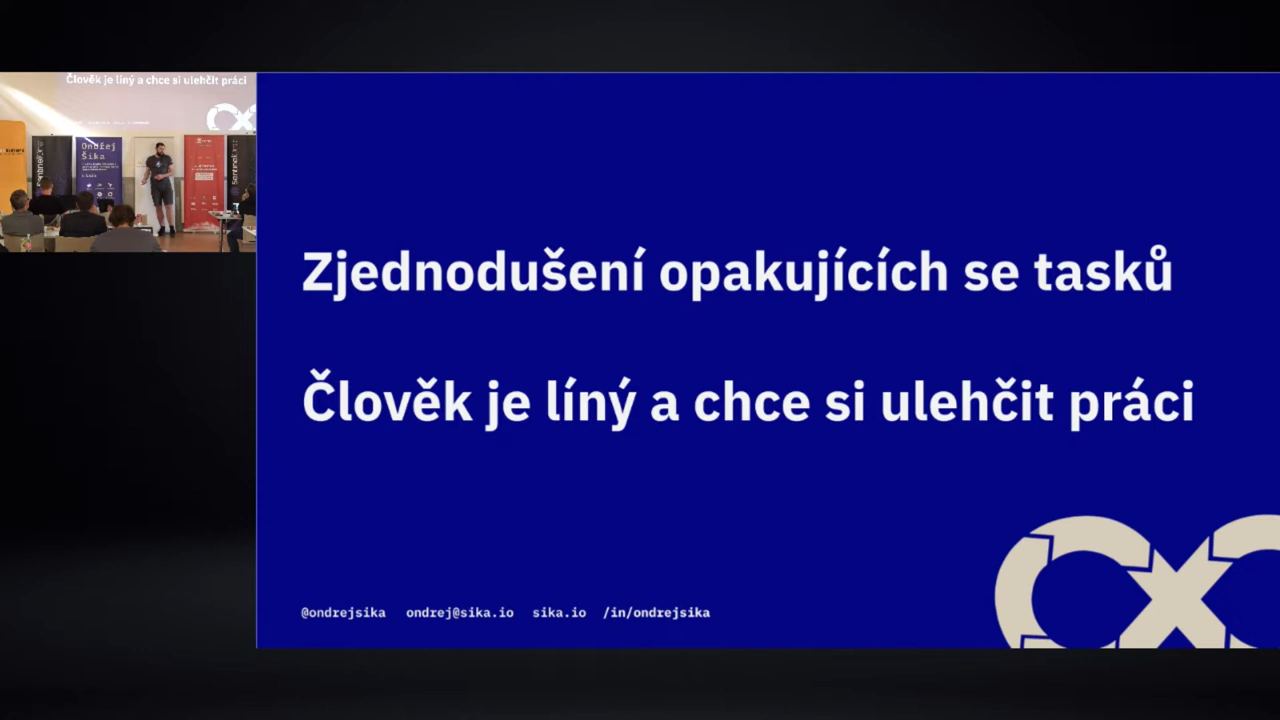 Člověk je líný a chce si ulehčit práci
Ondřej
Šika
Zjednodušení opakujících se tasků
Člověk je líný a chce si ulehčit práci
@ondrejsika ondrej@sika.io sika.io /in/ondrejsika